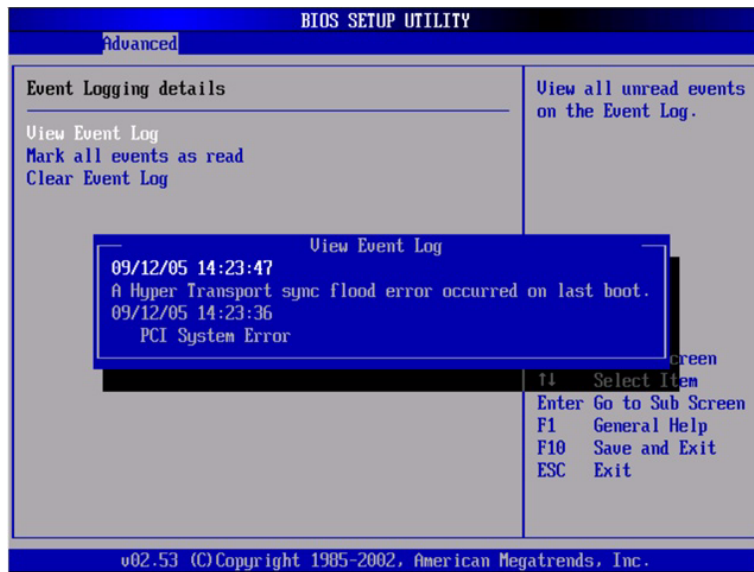 BIOS SETUP UTILITY
Advanced
Event Logging details
View Event Log
Mark all events as read
Clear Event Log
View all unread events
on the Event Log.
View Event Log
09/12/05 14:23:47
A Hyper Transport sync flood error occurred on last boot.
09/12/05 14:23:36
PCI System Error
creen
↑↓ Select Item
Enter Go to Sub Screen
F1 General Help
F10 Save and Exit
ESC Exit
v02.53 (C)Copyright 1985-2002, American Megatrends, Inc.